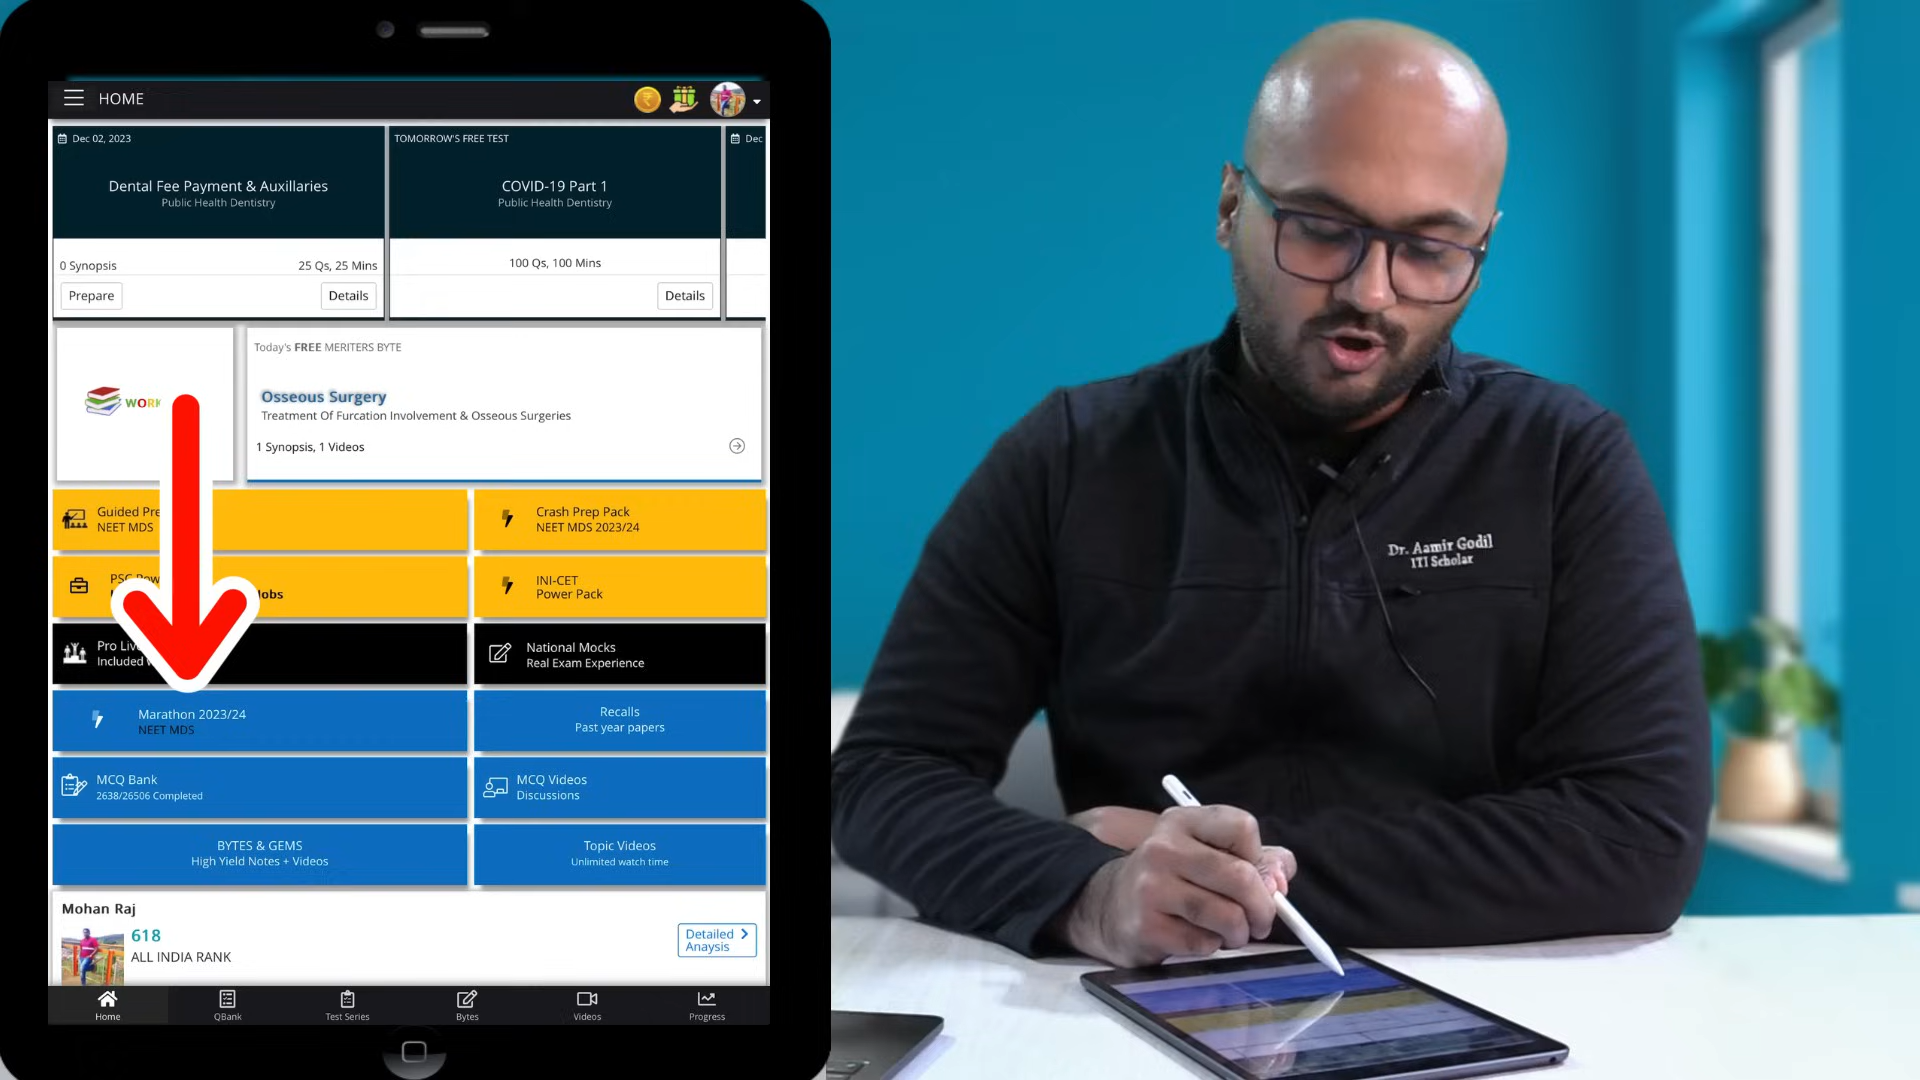 HOME
Dec 02, 2023
Dental Fee Payment & Auxillaries
Public Health Dentistry
0 Synopsis
25 Qs, 25 Mins
Prepare
Details
TOMORROW'S FREE TEST
COVID-19 Part 1
Public Health Dentistry
100 Qs, 100 Mins
Details
Dec
WORK
Today's FREE MERITERS BYTE
Osseous Surgery
Treatment Of Furcation Involvement & Osseous Surgeries
1 Synopsis, 1 Videos
Guided Pre
NEET MDS
Crash Prep Pack
NEET MDS 2023/24
PSC Pow
Jobs
INI-CET
Power Pack
Pro Liv
Included
National Mocks
Real Exam Experience
Marathon 2023/24
NEET MDS
Recalls
Past year papers
MCQ Bank
2638/26506 Completed
MCQ Videos
Discussions
BYTES & GEMS
High Yield Notes + Videos
Topic Videos
Unlimited watch time
Mohan Raj
618
ALL INDIA RANK
Detailed
Anaysis
Home
QBank
Test Series
Bytes
Videos
Progress
Dr. Aamir Godil
ITI Scholar